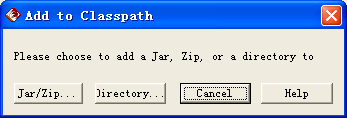 Add to Classpath
Please choose to add a Jar, Zip, or a directory to
Jar/Zip... Directory... Cancel Help